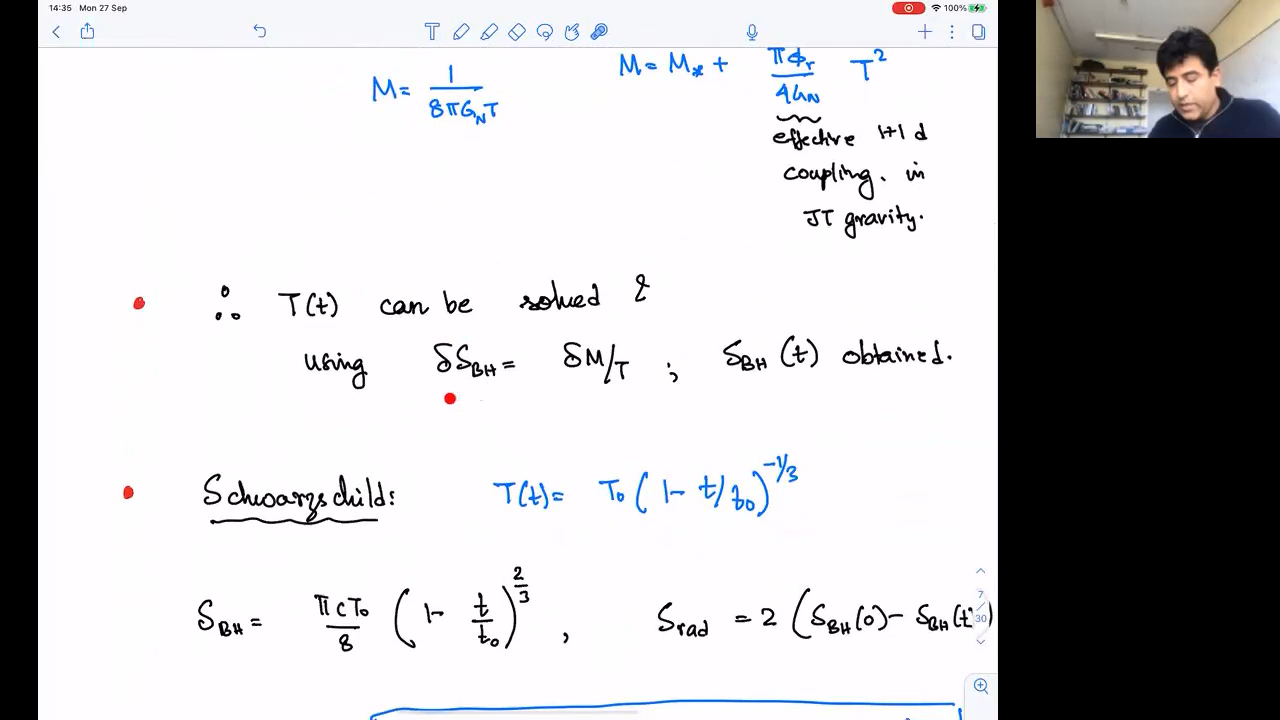 14:35 Mon 27 Sep
100%
M = 1/(8πG_N T)
M = M_* + (πϕ_r/4G_N) T^2
effective 1+1 d
coupling. in
JT gravity.
∴ T(t) can be solved &
using δS_BH = δM/T ; S_BH(t) obtained.
Schwarzschild: T(t) = T_0 (1 - t/t_0)^{-1/3}
S_BH = (πcT_0/8) (1 - t/t_0)^{2/3} , S_rad = 2 (S_BH(0) - S_BH(t)
7
30